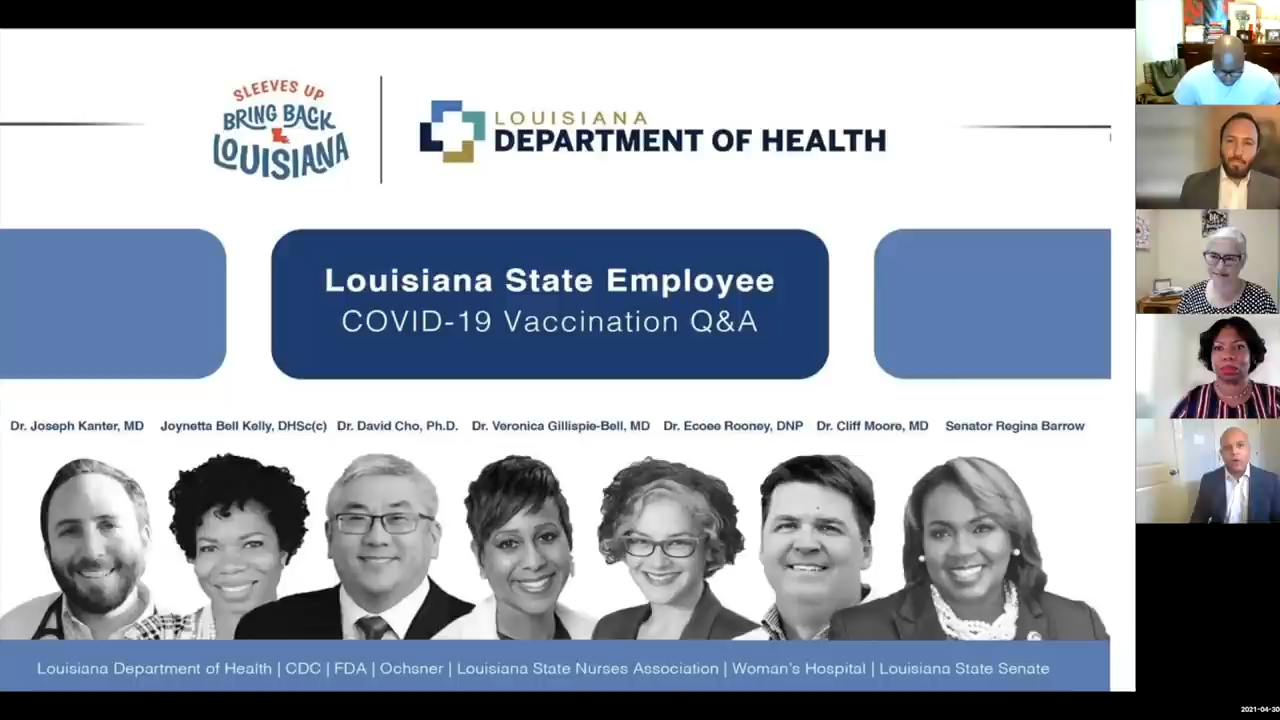 SLEEVES UP
BRING BACK
LOUISIANA
LOUISIANA
DEPARTMENT OF HEALTH
Louisiana State Employee
COVID-19 Vaccination Q&A
Dr. Joseph Kanter, MD Joynetta Bell Kelly, DHSc(c) Dr. David Cho, Ph.D. Dr. Veronica Gillispie-Bell, MD Dr. Ecoee Rooney, DNP Dr. Cliff Moore, MD Senator Regina Barrow
Louisiana Department of Health | CDC | FDA | Ochsner | Louisiana State Nurses Association | Woman's Hospital | Louisiana State Senate
2021-04-30